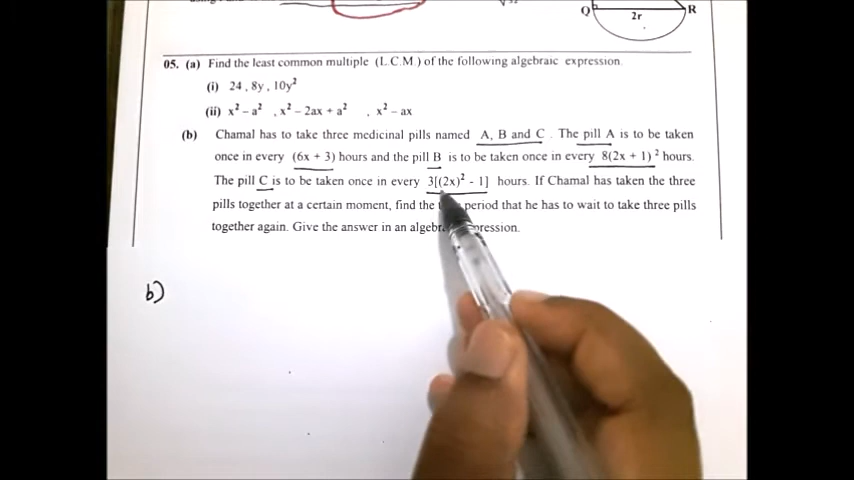 Q R
2r
05. (a) Find the least common multiple (L.C.M.) of the following algebraic expression.
(i) 24 , 8y , 10y²
(ii) x² – a² , x² – 2ax + a² , x² – ax
(b) Chamal has to take three medicinal pills named A, B and C . The pill A is to be taken
once in every (6x + 3) hours and the pill B is to be taken once in every 8(2x + 1)² hours.
The pill C is to be taken once in every 3[(2x)² - 1] hours. If Chamal has taken the three
pills together at a certain moment, find the period that he has to wait to take three pills
together again. Give the answer in an algebr ression.
b)